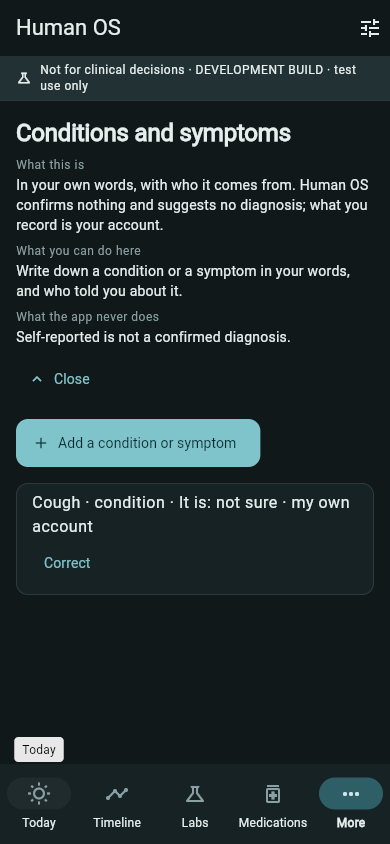 Human OS
Not for clinical decisions · DEVELOPMENT BUILD · test
use only
Conditions and symptoms
What this is
In your own words, with who it comes from. Human OS
confirms nothing and suggests no diagnosis; what you
record is your account.
What you can do here
Write down a condition or a symptom in your words,
and who told you about it.
What the app never does
Self-reported is not a confirmed diagnosis.
Close
Add a condition or symptom
Cough · condition · It is: not sure · my own
account
Correct
Today
Today
Timeline
Labs
Medications
More